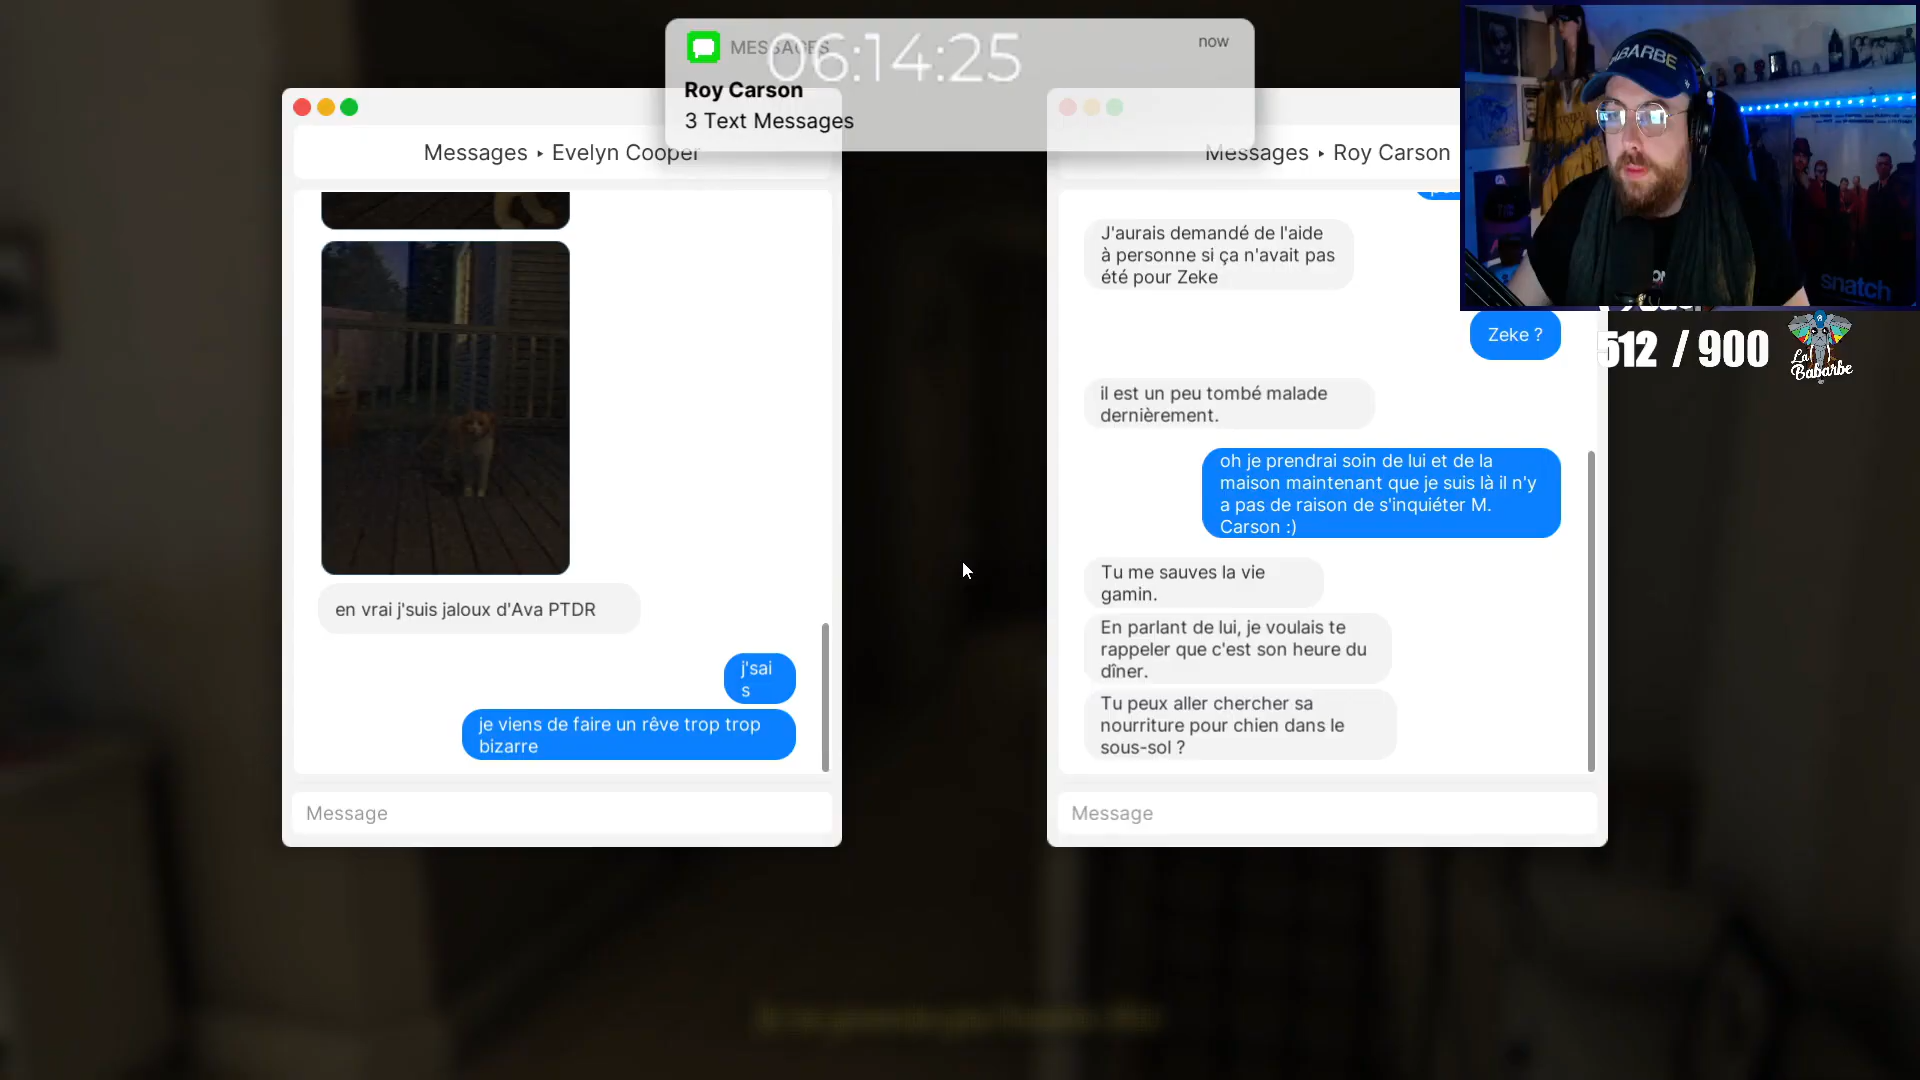 MESSAGES
now
06:14:25
Roy Carson
3 Text Messages
Messages ‣ Evelyn Cooper
en vrai j'suis jaloux d'Ava PTDR
j'sai
s
je viens de faire un rêve trop trop
bizarre
Message
Messages ‣ Roy Carson
J'aurais demandé de l'aide
à personne si ça n'avait pas
été pour Zeke
Zeke ?
il est un peu tombé malade
dernièrement.
oh je prendrai soin de lui et de la
maison maintenant que je suis là il n'y
a pas de raison de s'inquiéter M.
Carson :)
Tu me sauves la vie
gamin.
En parlant de lui, je voulais te
rappeler que c'est son heure du
dîner.
Tu peux aller chercher sa
nourriture pour chien dans le
sous-sol ?
Message
BABARBE
snatch
512 / 900
La
Babarbe